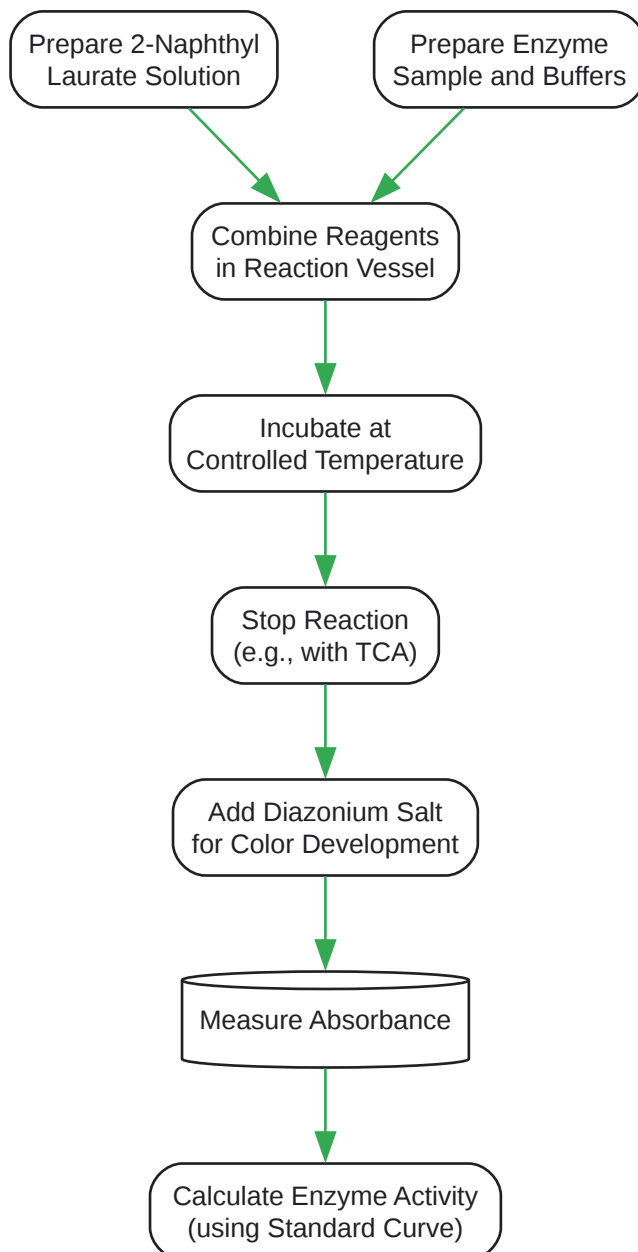 Prepare 2-Naphthyl
Laurate Solution
Prepare Enzyme
Sample and Buffers
Combine Reagents
in Reaction Vessel
Incubate at
Controlled Temperature
Stop Reaction
(e.g., with TCA)
Add Diazonium Salt
for Color Development
Measure Absorbance
Calculate Enzyme Activity
(using Standard Curve)